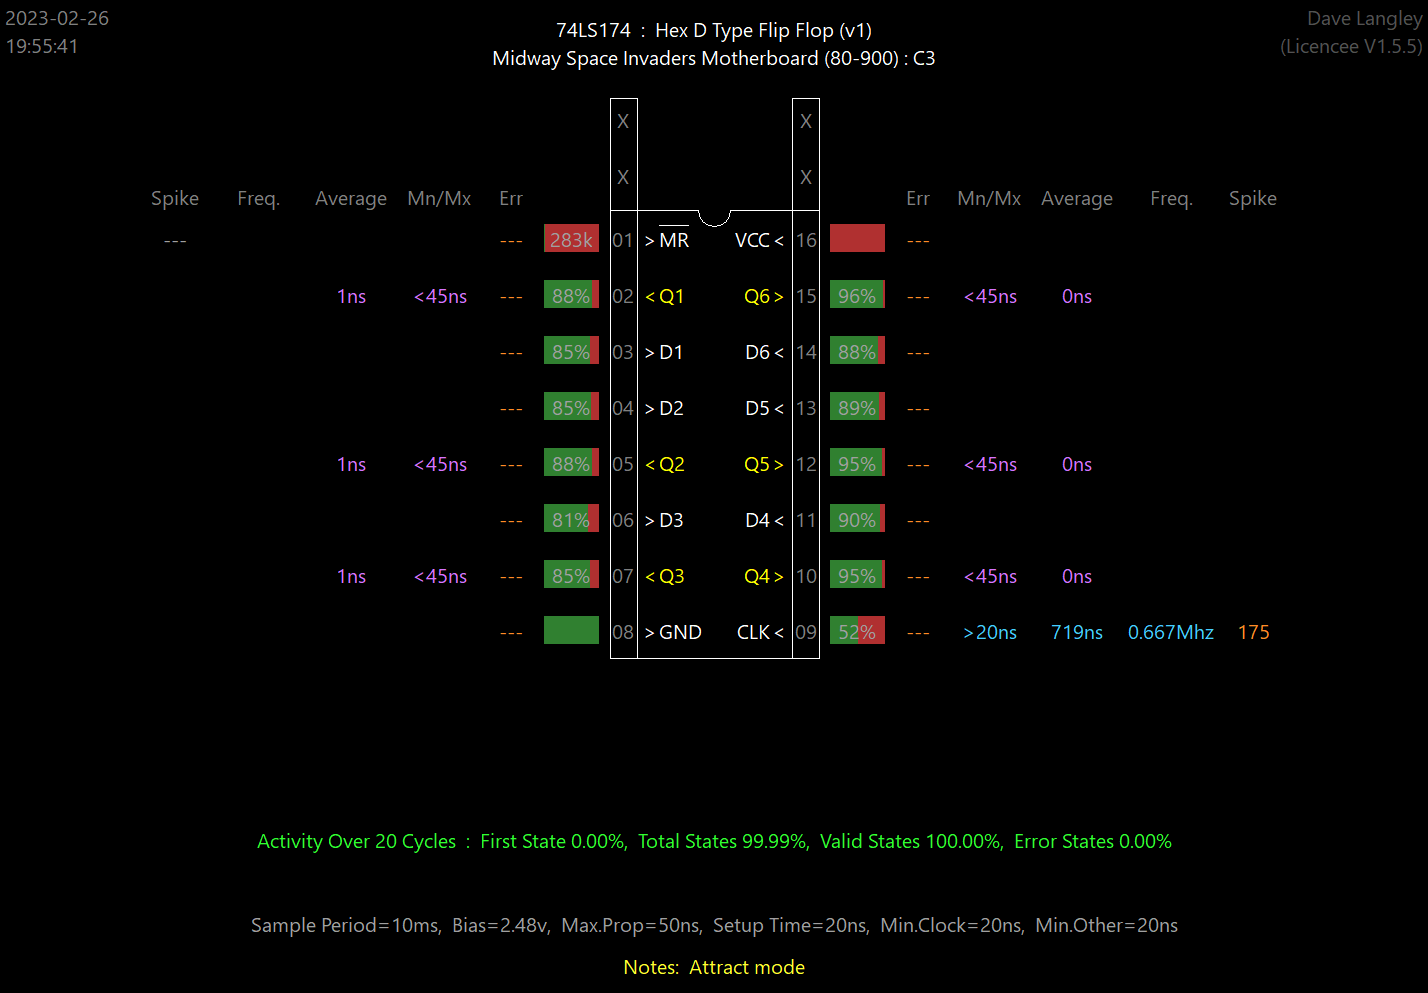 2023-02-26
19:55:41
74LS174 : Hex D Type Flip Flop (v1)
Midway Space Invaders Motherboard (80-900) : C3
Dave Langley
(Licencee V1.5.5)
X X
X X
Spike Freq. Average Mn/Mx Err Err Mn/Mx Average Freq. Spike
--- --- 283k 01 > MR VCC < 16 ---
1ns <45ns --- 88% 02 < Q1 Q6 > 15 96% --- <45ns 0ns
--- 85% 03 > D1 D6 < 14 88% ---
--- 85% 04 > D2 D5 < 13 89% ---
1ns <45ns --- 88% 05 < Q2 Q5 > 12 95% --- <45ns 0ns
--- 81% 06 > D3 D4 < 11 90% ---
1ns <45ns --- 85% 07 < Q3 Q4 > 10 95% --- <45ns 0ns
--- 08 > GND CLK < 09 52% --- >20ns 719ns 0.667Mhz 175
Activity Over 20 Cycles : First State 0.00%, Total States 99.99%, Valid States 100.00%, Error States 0.00%
Sample Period=10ms, Bias=2.48v, Max.Prop=50ns, Setup Time=20ns, Min.Clock=20ns, Min.Other=20ns
Notes: Attract mode